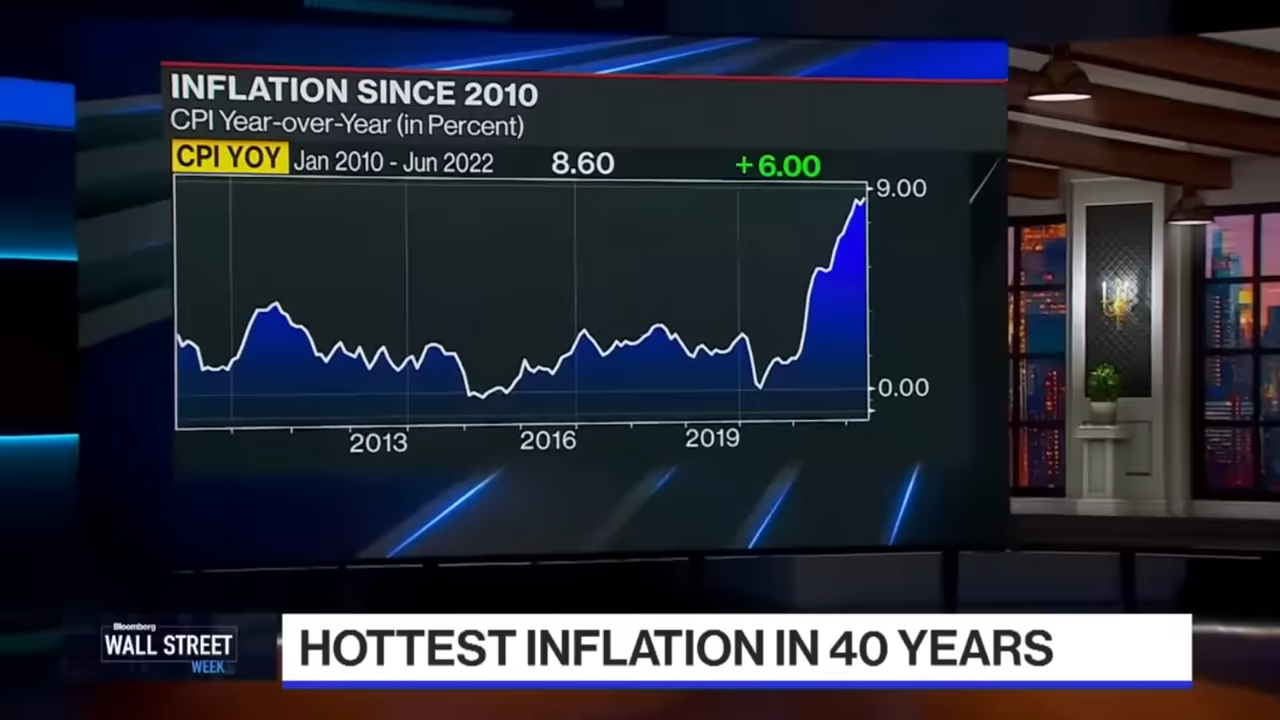 INFLATION SINCE 2010
CPI Year-over-Year (in Percent)
CPI YOY Jan 2010 - Jun 2022 8.60 +6.00
9.00
0.00
2013 2016 2019
Bloomberg
WALL STREET
WEEK
HOTTEST INFLATION IN 40 YEARS